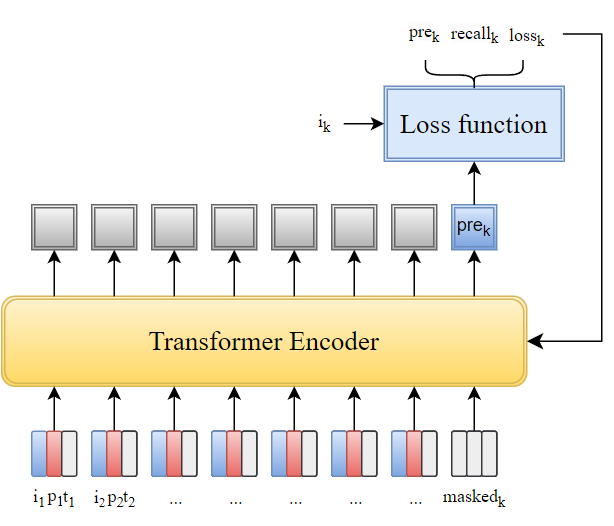 pre_k recall_k loss_k
i_k
Loss function
pre_k
Transformer Encoder
i_1 p_1 t_1 i_2 p_2 t_2 ... ... ... ... ... masked_k